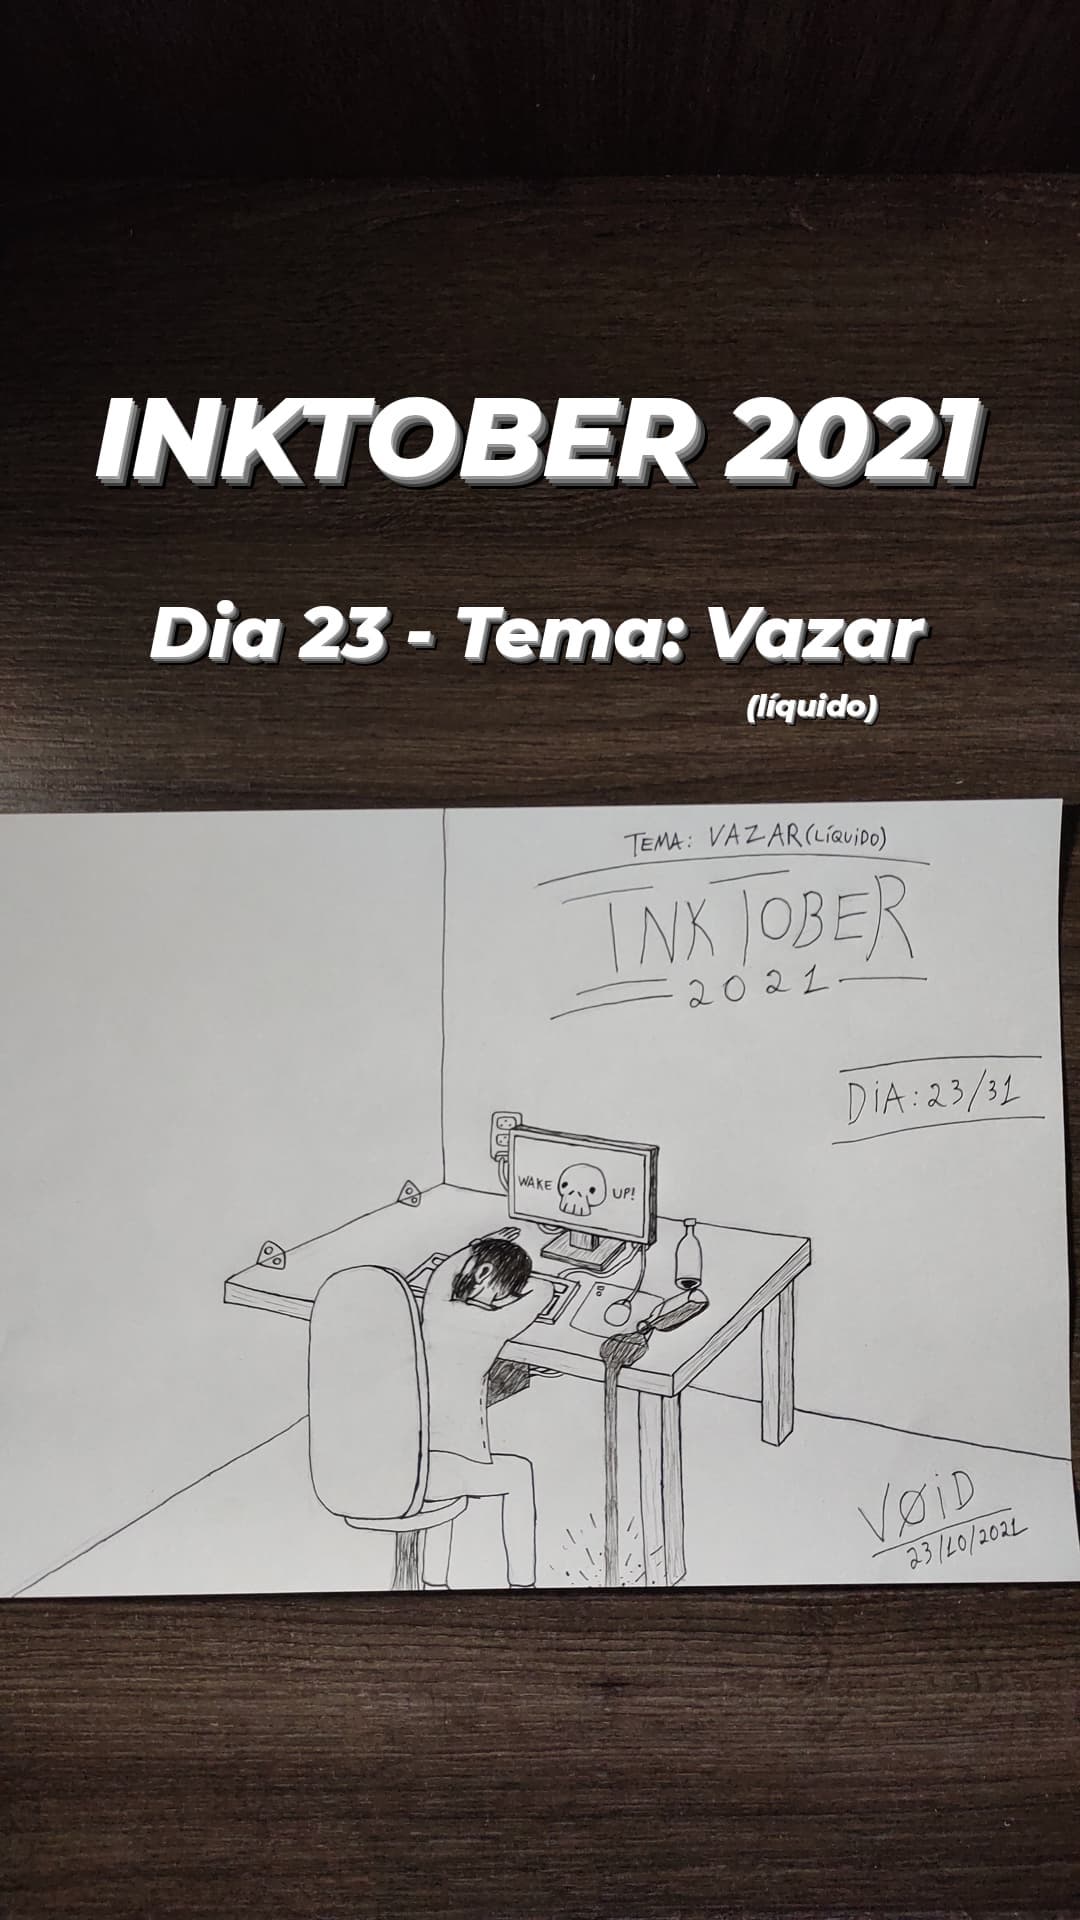 INKTOBER 2021
Dia 23 - Tema: Vazar
(líquido)
TEMA: VAZAR (LÍQUIDO)
INKTOBER
2021
DiA: 23/31
WAKE UP!
VØiD
23/10/2021